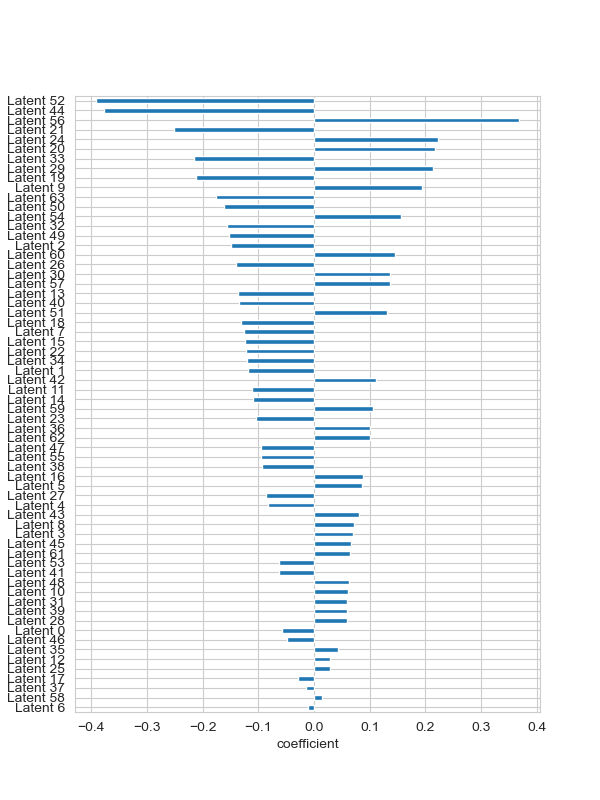 Latent 52
Latent 44
Latent 56
Latent 21
Latent 24
Latent 20
Latent 33
Latent 29
Latent 19
Latent 9
Latent 63
Latent 50
Latent 54
Latent 32
Latent 49
Latent 2
Latent 60
Latent 26
Latent 30
Latent 57
Latent 13
Latent 40
Latent 51
Latent 18
Latent 7
Latent 15
Latent 22
Latent 34
Latent 1
Latent 42
Latent 11
Latent 14
Latent 59
Latent 23
Latent 36
Latent 62
Latent 47
Latent 55
Latent 38
Latent 16
Latent 5
Latent 27
Latent 4
Latent 43
Latent 8
Latent 3
Latent 45
Latent 61
Latent 53
Latent 41
Latent 48
Latent 10
Latent 31
Latent 39
Latent 28
Latent 0
Latent 46
Latent 35
Latent 12
Latent 25
Latent 17
Latent 37
Latent 58
Latent 6
−0.4 −0.3 −0.2 −0.1 0.0 0.1 0.2 0.3 0.4
coefficient